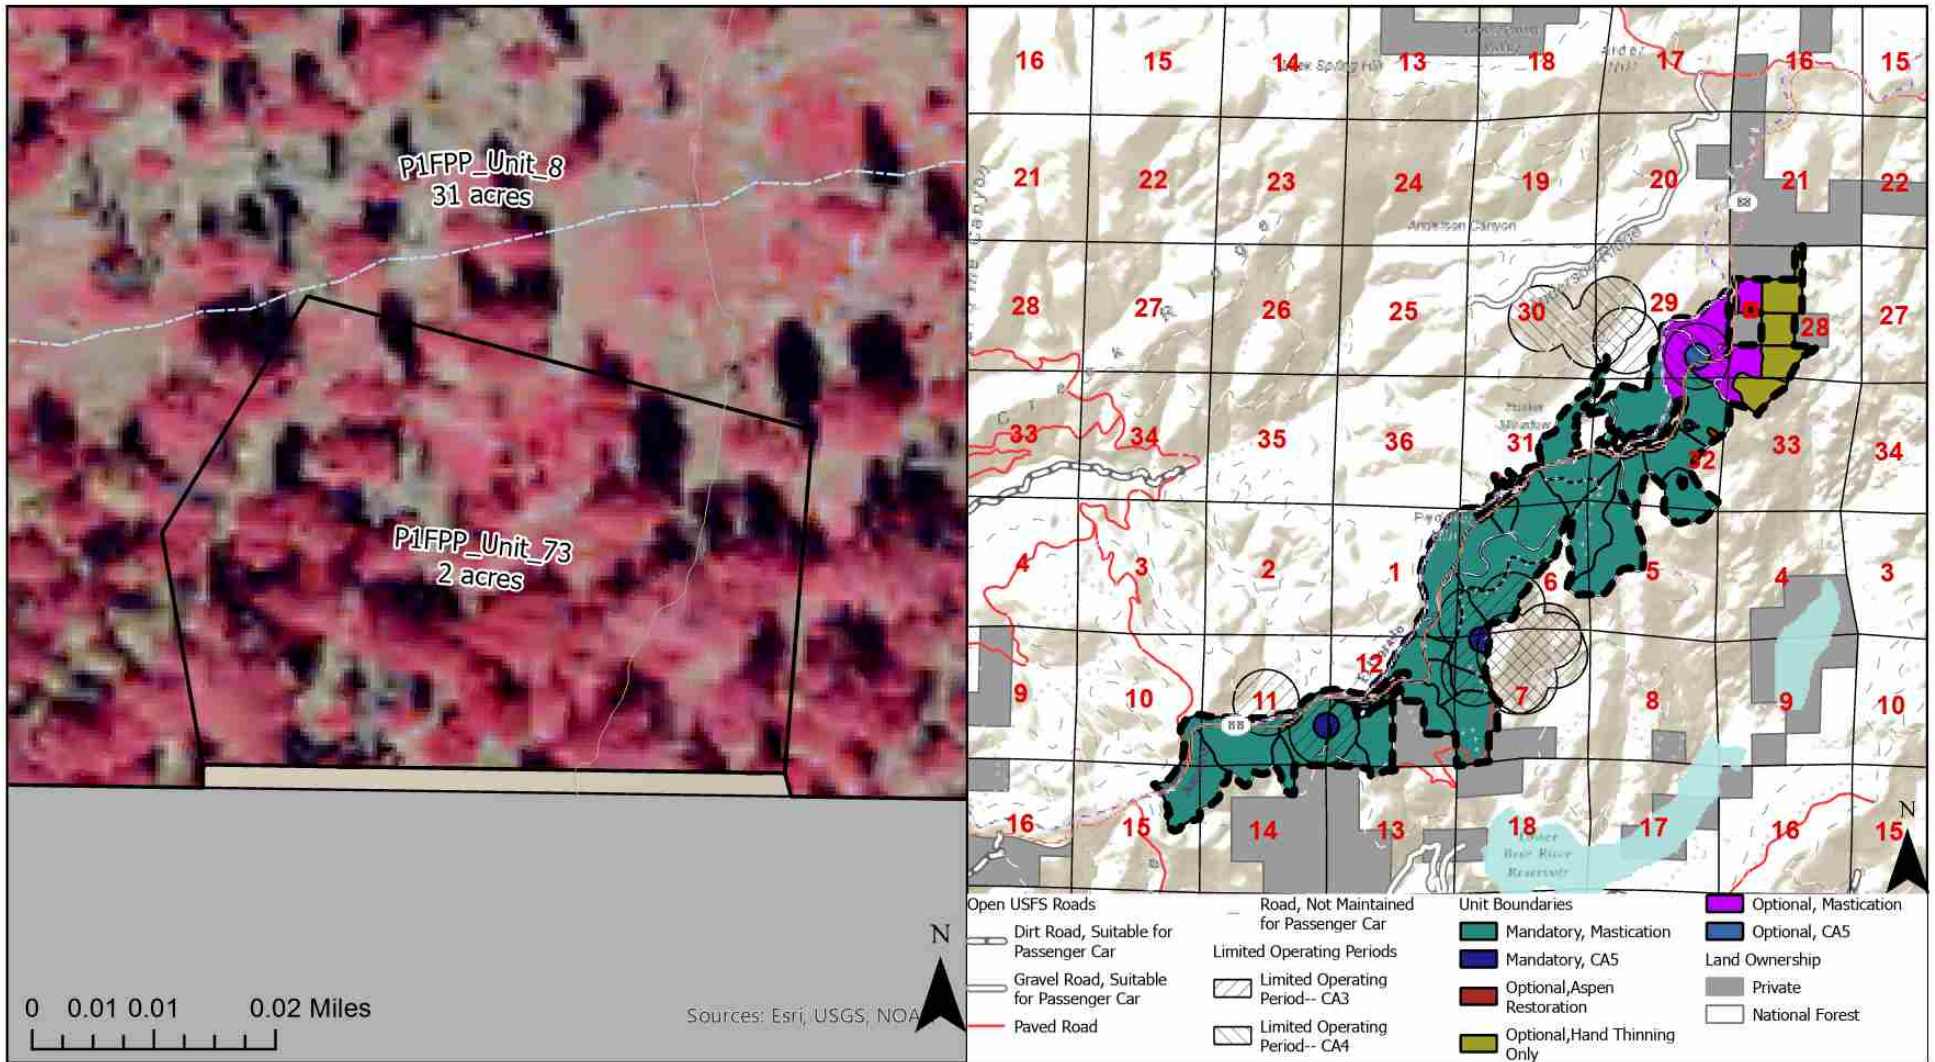 P1FPP_Unit_8
31 acres
P1FPP_Unit_73
2 acres
N
0 0.01 0.01 0.02 Miles
Sources: Esri, USGS, NOA
16 15 14 13 18 17 16 15
21 22 23 24 19 20 21 22
88
Anderson Canyon
28 27 26 25 30 29 28 27
33 34 35 36 31 32 33 34
4 3 2 1 6 5 4 3
9 10 11 12 7 8 9 10
88
16 15 14 13 18 17 16 15
Lower
Bear River
Reservoir
N
Open USFS Roads
Dirt Road, Suitable for
Passenger Car
Gravel Road, Suitable
for Passenger Car
Paved Road
Road, Not Maintained
for Passenger Car
Limited Operating Periods
Limited Operating
Period-- CA3
Limited Operating
Period-- CA4
Unit Boundaries
Mandatory, Mastication
Mandatory, CA5
Optional,Aspen
Restoration
Optional,Hand Thinning
Only
Optional, Mastication
Optional, CA5
Land Ownership
Private
National Forest